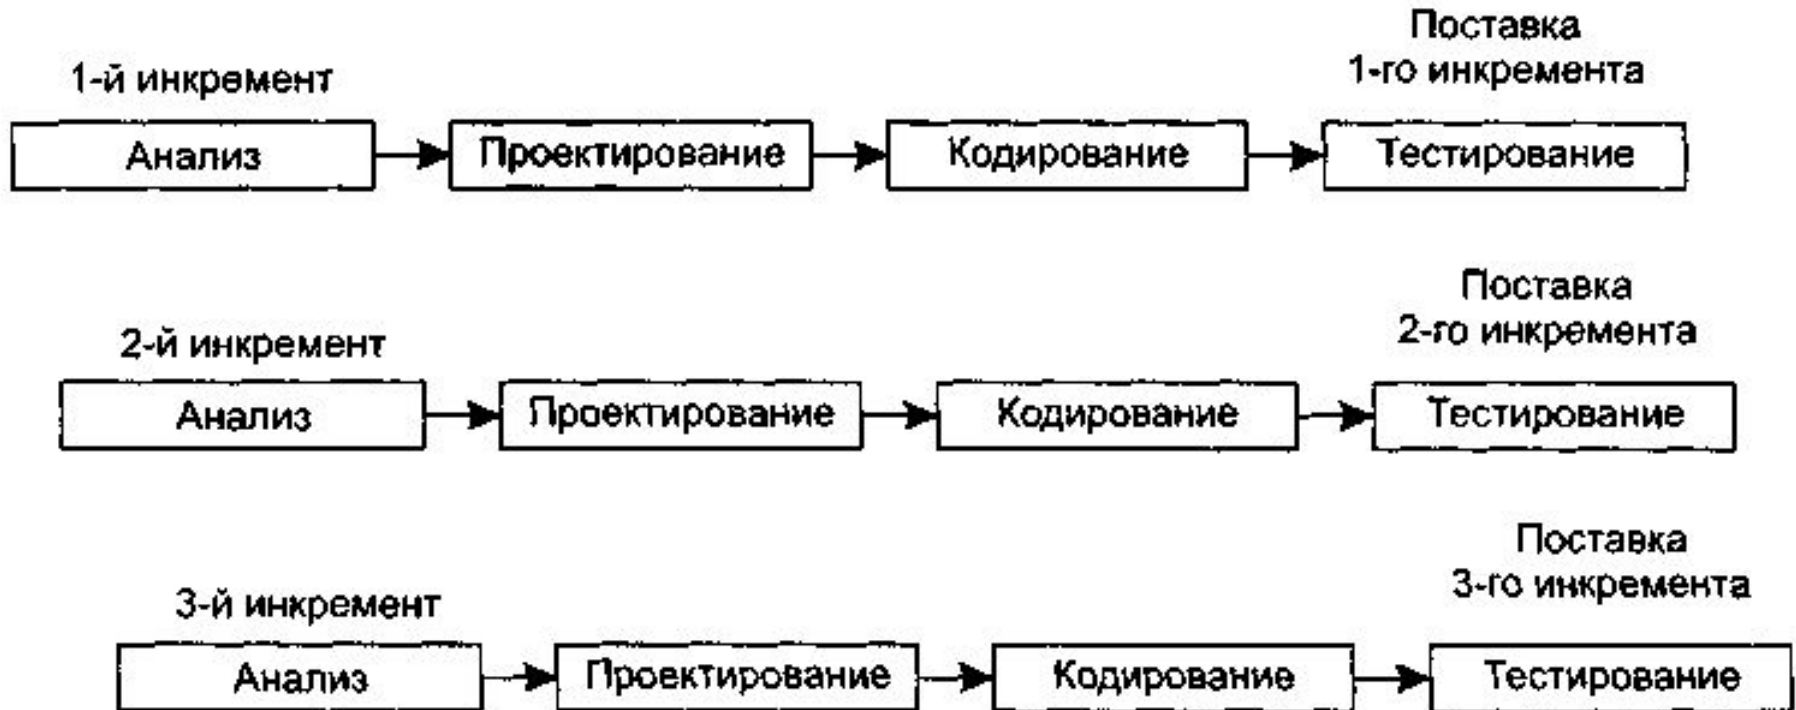 Поставка
1-й инкремент
1-го инкремента
Анализ
Проектирование
Кодирование
Тестирование
Поставка
2-й инкремент
2-го инкремента
Анализ
Проектирование
Кодирование
Тестирование
Поставка
3-й инкремент
3-го инкремента
Анализ
Проектирование
Кодирование
Тестирование